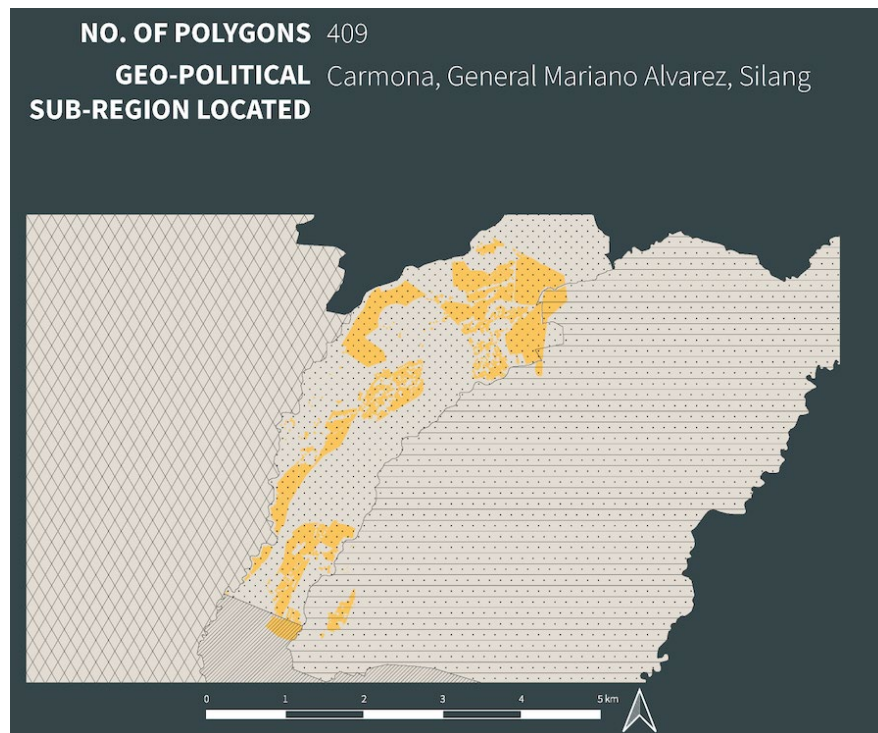 NO. OF POLYGONS 409
GEO-POLITICAL Carmona, General Mariano Alvarez, Silang
SUB-REGION LOCATED
0 1 2 3 4 5 km